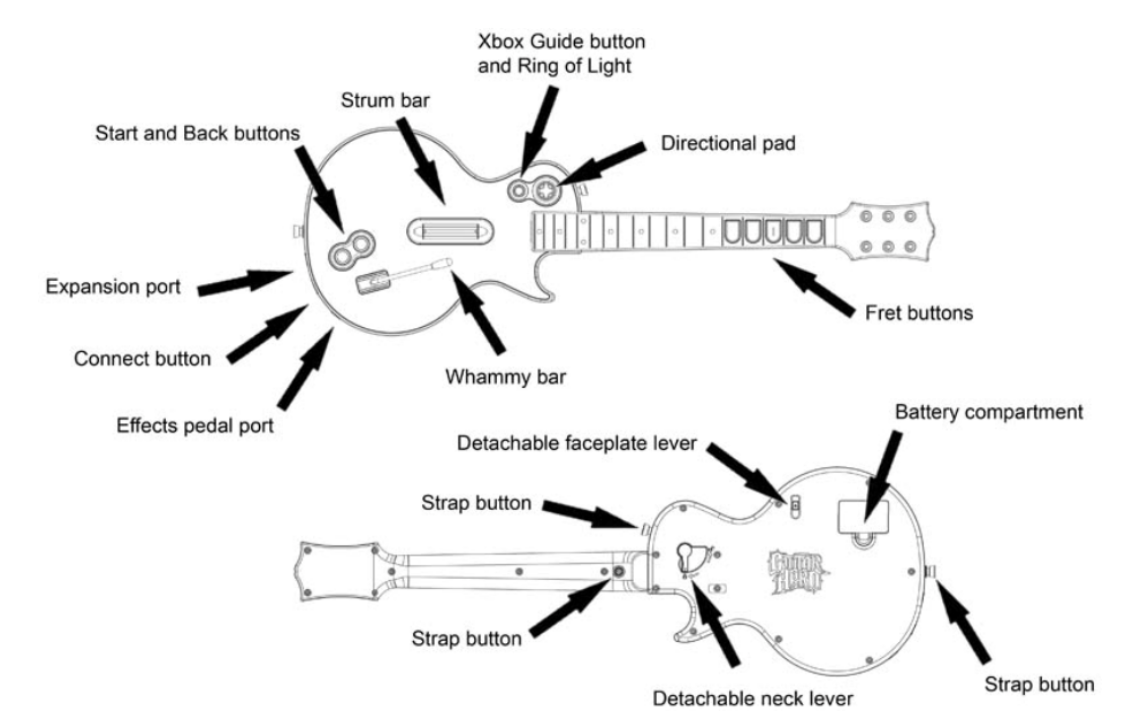 Xbox Guide button
and Ring of Light
Strum bar
Start and Back buttons
Directional pad
Expansion port
Fret buttons
Connect button
Whammy bar
Effects pedal port
Battery compartment
Detachable faceplate lever
Strap button
GUITAR
HERO
Strap button
Strap button
Detachable neck lever